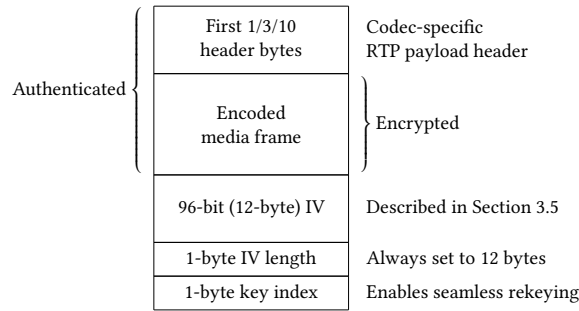 First 1/3/10
header bytes
Codec-specific
RTP payload header
Authenticated
Encoded
media frame
Encrypted
96-bit (12-byte) IV
Described in Section 3.5
1-byte IV length
Always set to 12 bytes
1-byte key index
Enables seamless rekeying